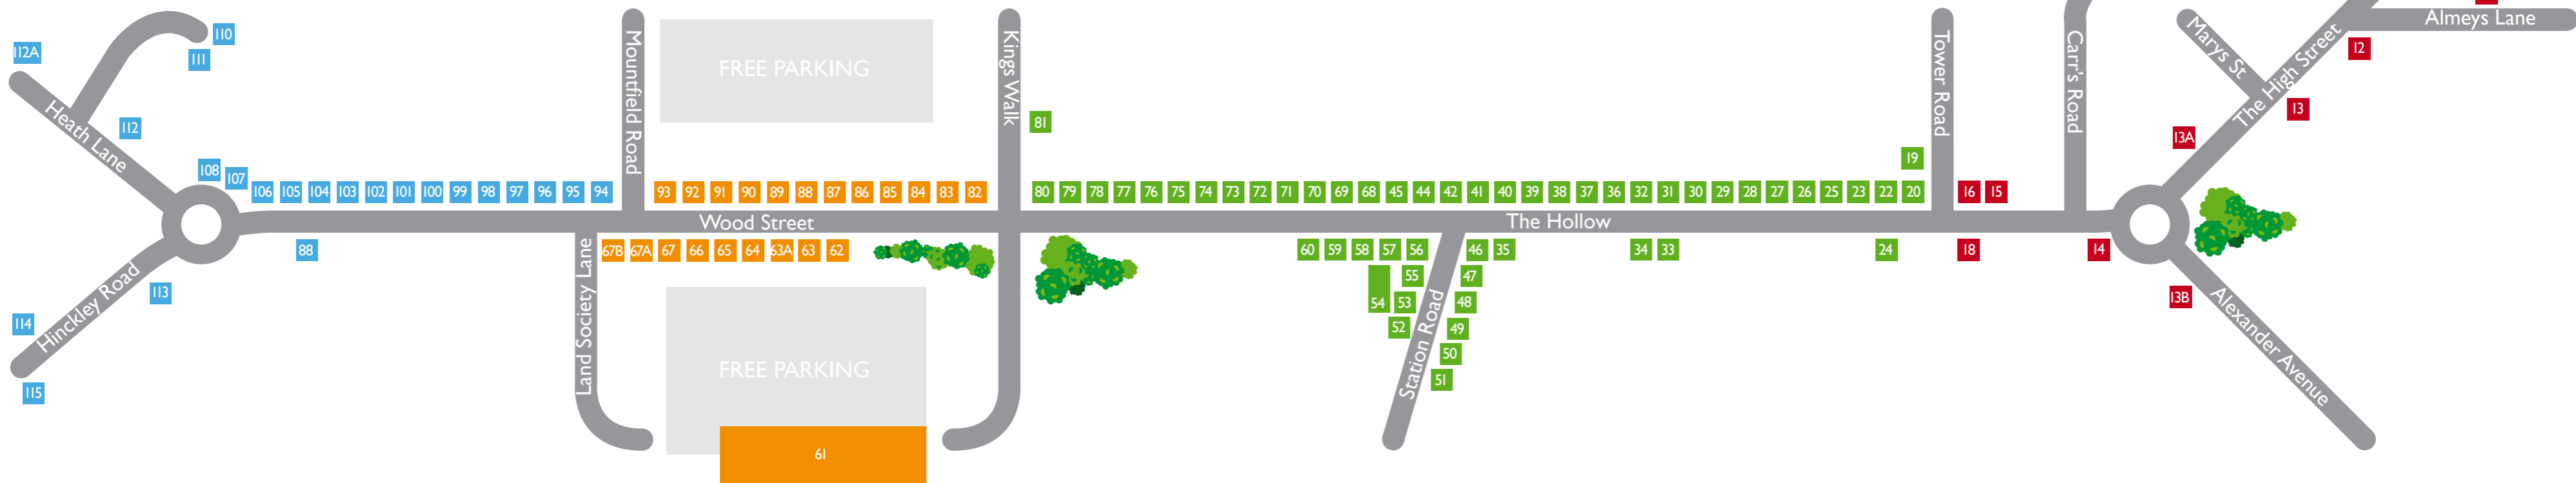 Almeys Lane
110
Marys St
Mountfield Road
Kings Walk
Tower Road
Carr's Road
The High Street
12
112A
111
FREE PARKING
13
81
112
Heath Lane
13A
19
108
107
106 105 104 103 102 101 100 99 98 97 96 95 94
93 92 91 90 89 88 87 86 85 84 83 82
80 79 78 77 76 75 74 73 72 71 70 69 68 45 44 42 41 40 39 38 37 36 32 31 30 29 28 27 26 25 23 22 20
16 15
Wood Street
The Hollow
88
67B 67A 67 66 65 64 63A 63 62
60 59 58 57 56
46 35
34 33
24
18
14
55
47
113
13B
54 53
48
114
52
49
Hinckley Road
Land Society Lane
Station Road
Alexander Avenue
50
FREE PARKING
51
115
61